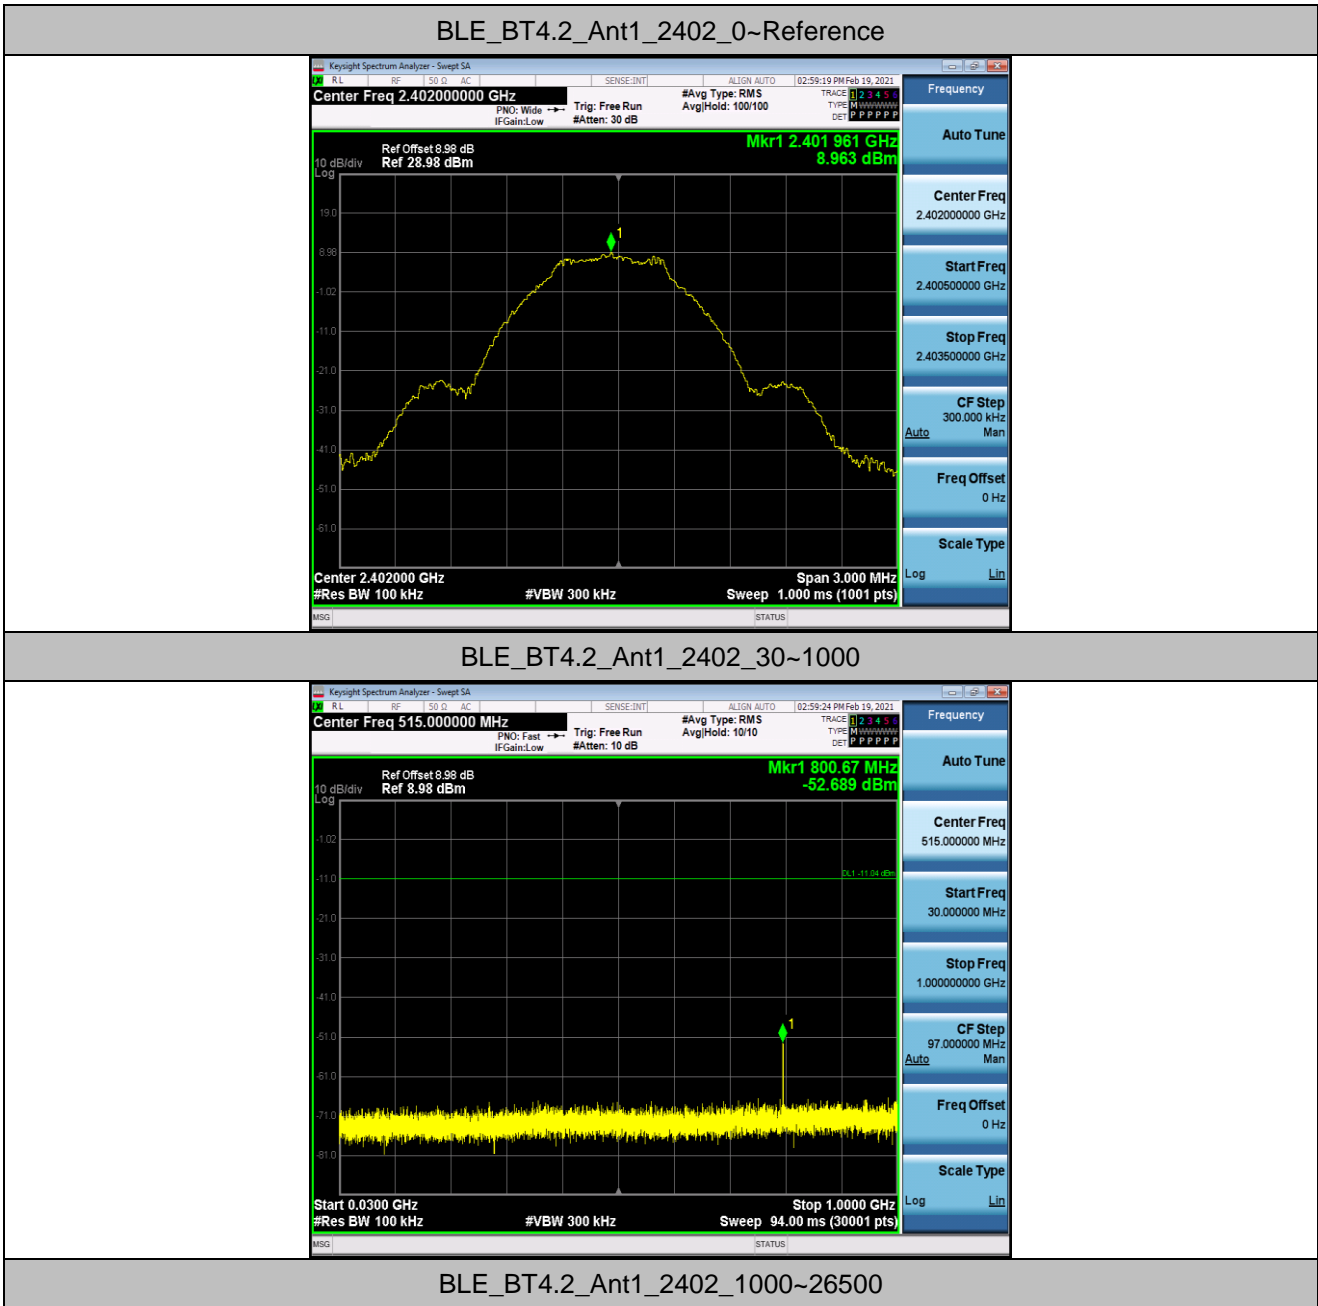 BLE_BT4.2_Ant1_2402_0~Reference
Keysight Spectrum Analyzer - Swept SA
RL RF 50 Ω AC SENSE:INT ALIGN AUTO 02:59:19 PM Feb 19, 2021
Center Freq 2.402000000 GHz
PNO: Wide
IFGain:Low
Trig: Free Run
#Atten: 30 dB
#Avg Type: RMS
Avg|Hold: 100/100
TRACE 1 2 3 4 5 6
TYPE M W W W W W
DET P P P P P P
Mkr1 2.401 961 GHz
8.963 dBm
Ref Offset 8.98 dB
10 dB/div Ref 28.98 dBm
Log
19.0
8.98
-1.02
-11.0
-21.0
-31.0
-41.0
-51.0
-61.0
1
Center 2.402000 GHz Span 3.000 MHz
#Res BW 100 kHz #VBW 300 kHz Sweep 1.000 ms (1001 pts)
MSG STATUS
Frequency
Auto Tune
Center Freq
2.402000000 GHz
Start Freq
2.400500000 GHz
Stop Freq
2.403500000 GHz
CF Step
300.000 kHz
Auto Man
Freq Offset
0 Hz
Scale Type
Log Lin
BLE_BT4.2_Ant1_2402_30~1000
Keysight Spectrum Analyzer - Swept SA
RL RF 50 Ω AC SENSE:INT ALIGN AUTO 02:59:24 PM Feb 19, 2021
Center Freq 515.000000 MHz
PNO: Fast
IFGain:Low
Trig: Free Run
#Atten: 10 dB
#Avg Type: RMS
Avg|Hold: 10/10
TRACE 1 2 3 4 5 6
TYPE M W W W W W
DET P P P P P P
Mkr1 800.67 MHz
-52.689 dBm
Ref Offset 8.98 dB
10 dB/div Ref 8.98 dBm
Log
-1.02
-11.0
-21.0
-31.0
-41.0
-51.0
-61.0
-71.0
-81.0
DL1 -11.04 dBm
1
Start 0.0300 GHz Stop 1.0000 GHz
#Res BW 100 kHz #VBW 300 kHz Sweep 94.00 ms (30001 pts)
MSG STATUS
Frequency
Auto Tune
Center Freq
515.000000 MHz
Start Freq
30.000000 MHz
Stop Freq
1.000000000 GHz
CF Step
97.000000 MHz
Auto Man
Freq Offset
0 Hz
Scale Type
Log Lin
BLE_BT4.2_Ant1_2402_1000~26500